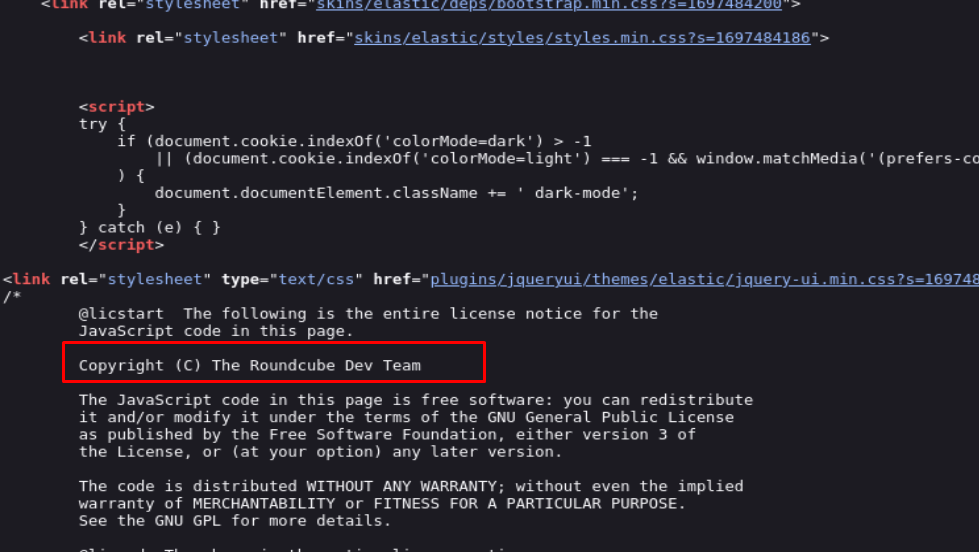 <link rel="stylesheet" href="skins/elastic/deps/bootstrap.min.css?s=1697484200">
<link rel="stylesheet" href="skins/elastic/styles/styles.min.css?s=1697484186">
<script>
try {
if (document.cookie.indexOf('colorMode=dark') > -1
|| (document.cookie.indexOf('colorMode=light') === -1 && window.matchMedia('(prefers-co
) {
document.documentElement.className += ' dark-mode';
}
} catch (e) { }
</script>
<link rel="stylesheet" type="text/css" href="plugins/jqueryui/themes/elastic/jquery-ui.min.css?s=169748
/*
@licstart  The following is the entire license notice for the
JavaScript code in this page.
Copyright (C) The Roundcube Dev Team
The JavaScript code in this page is free software: you can redistribute
it and/or modify it under the terms of the GNU General Public License
as published by the Free Software Foundation, either version 3 of
the License, or (at your option) any later version.
The code is distributed WITHOUT ANY WARRANTY; without even the implied
warranty of MERCHANTABILITY or FITNESS FOR A PARTICULAR PURPOSE.
See the GNU GPL for more details.